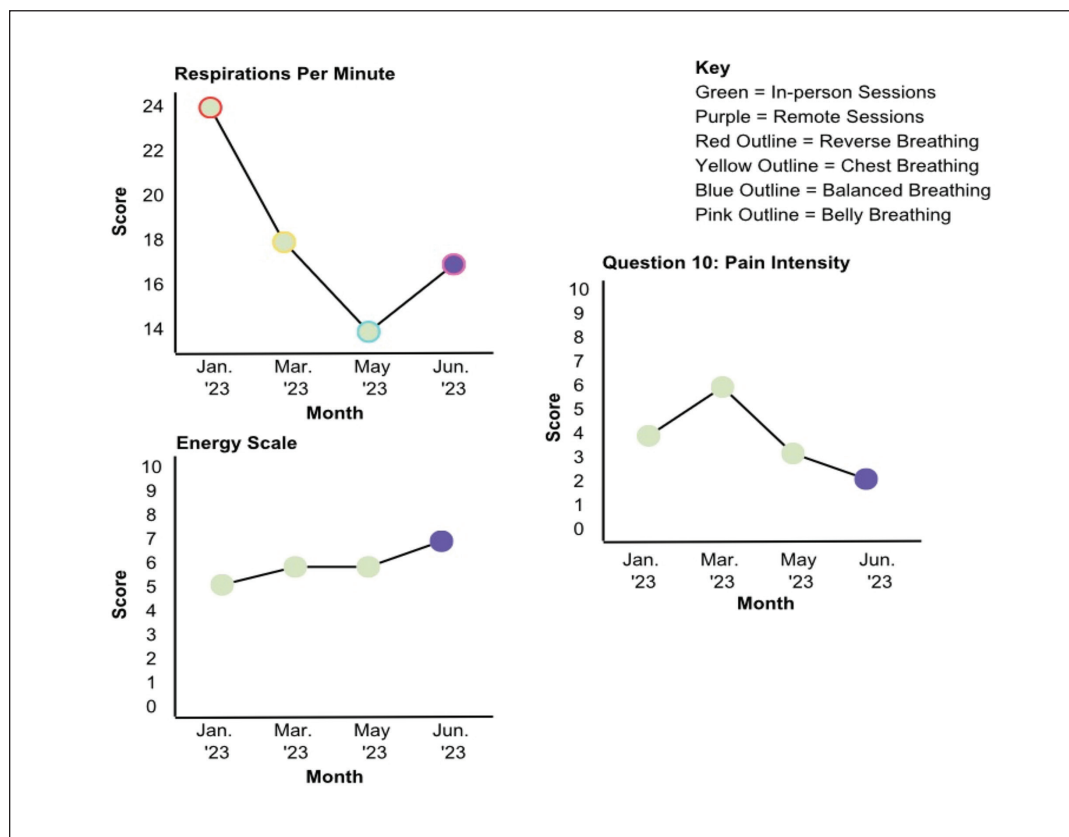 Respirations Per Minute
24
22
20
18
16
14
Score
Jan.
'23
Mar.
'23
May
'23
Jun.
'23
Month
Key
Green = In-person Sessions
Purple = Remote Sessions
Red Outline = Reverse Breathing
Yellow Outline = Chest Breathing
Blue Outline = Balanced Breathing
Pink Outline = Belly Breathing
Question 10: Pain Intensity
10
9
8
7
6
5
4
3
2
1
0
Score
Jan.
'23
Mar.
'23
May
'23
Jun.
'23
Month
Energy Scale
10
9
8
7
6
5
4
3
2
1
0
Score
Jan.
'23
Mar.
'23
May
'23
Jun.
'23
Month